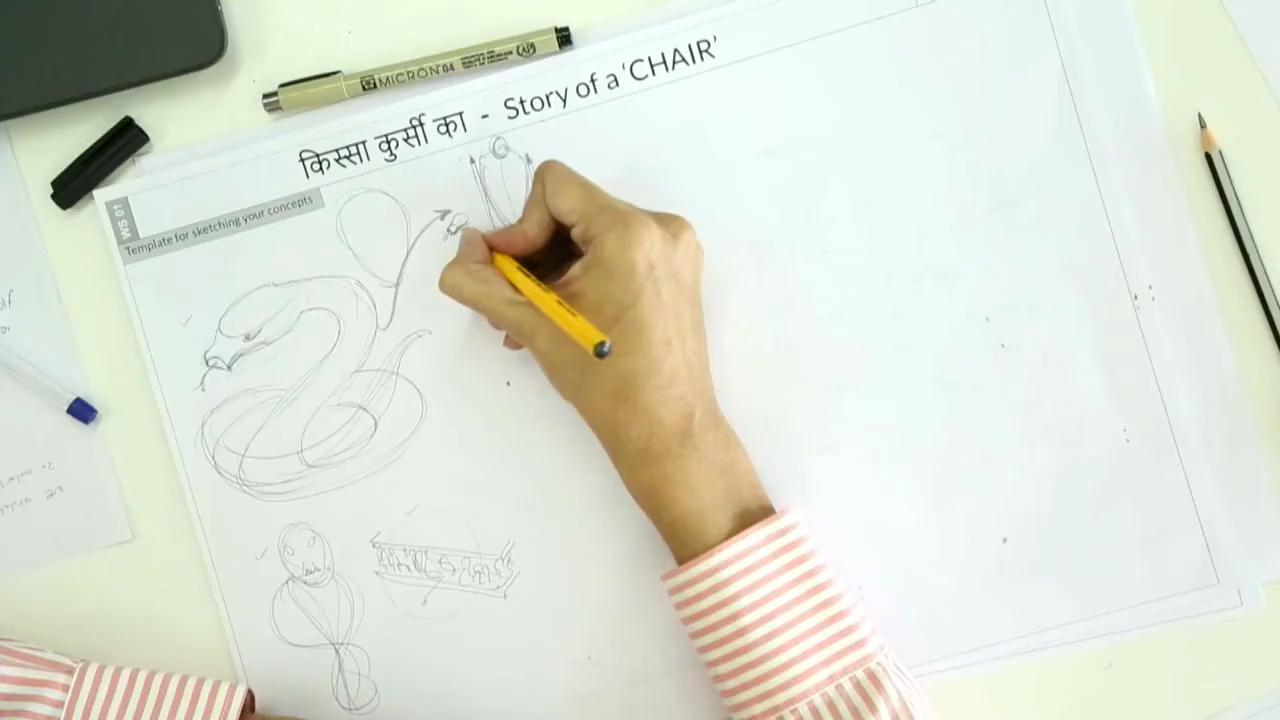 MICRON 04
किस्सा कुर्सी का - Story of a 'CHAIR'
WS 01
Template for sketching your concepts